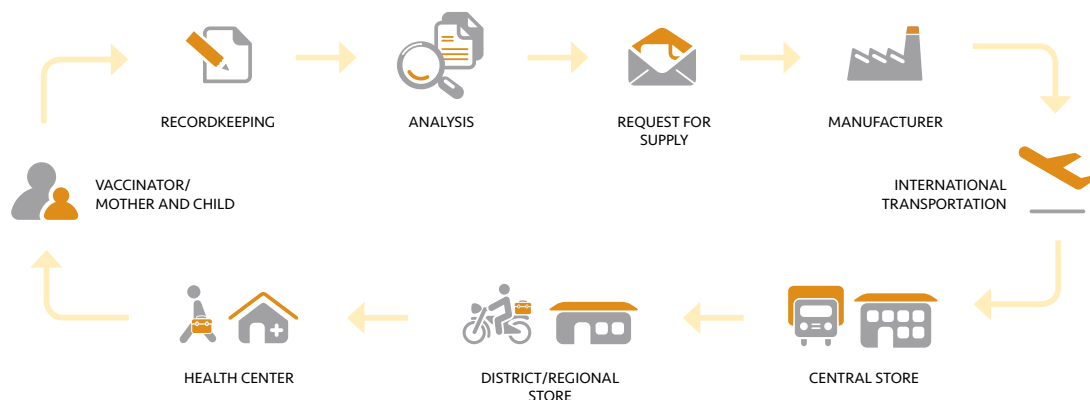 RECORDKEEPING
ANALYSIS
REQUEST FOR
SUPPLY
MANUFACTURER
VACCINATOR/
MOTHER AND CHILD
INTERNATIONAL
TRANSPORTATION
HEALTH CENTER
DISTRICT/REGIONAL
STORE
CENTRAL STORE